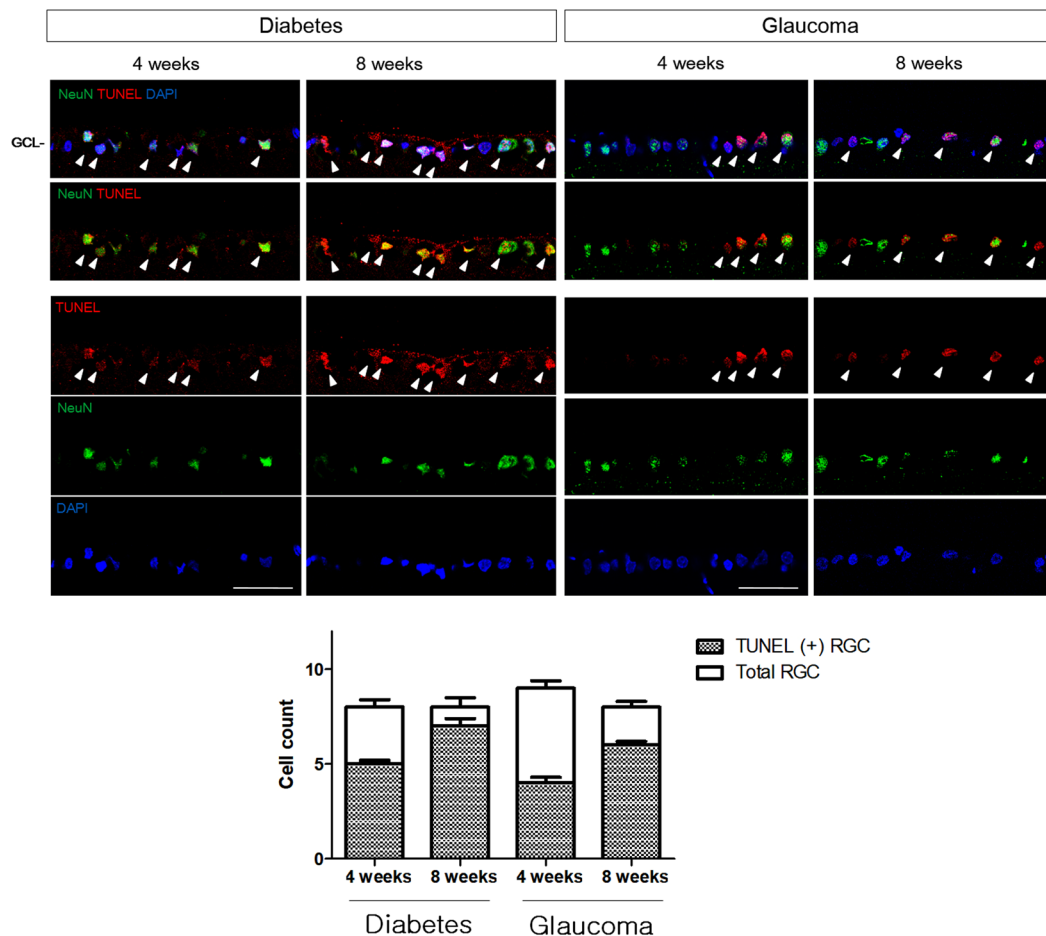 Diabetes
Glaucoma
4 weeks
8 weeks
4 weeks
8 weeks
NeuN TUNEL DAPI
GCL-
NeuN TUNEL
TUNEL
NeuN
DAPI
TUNEL (+) RGC
Total RGC
10
5
0
Cell count
4 weeks 8 weeks 4 weeks 8 weeks
Diabetes Glaucoma